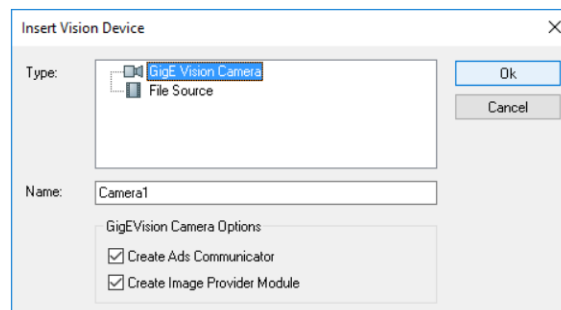 Insert Vision Device
Type:
GigE Vision Camera
File Source
Ok
Cancel
Name:
Camera1
GigEVision Camera Options
Create Ads Communicator
Create Image Provider Module